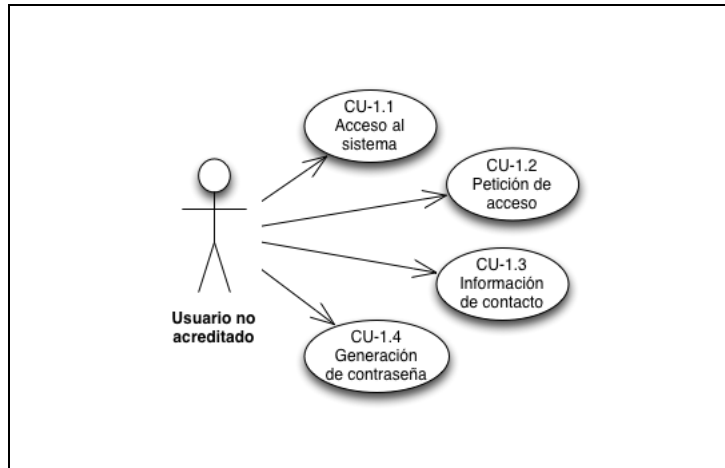 CU-1.1
Acceso al
sistema
CU-1.2
Petición de
acceso
CU-1.3
Información
de contacto
Usuario no
acreditado
CU-1.4
Generación
de contraseña